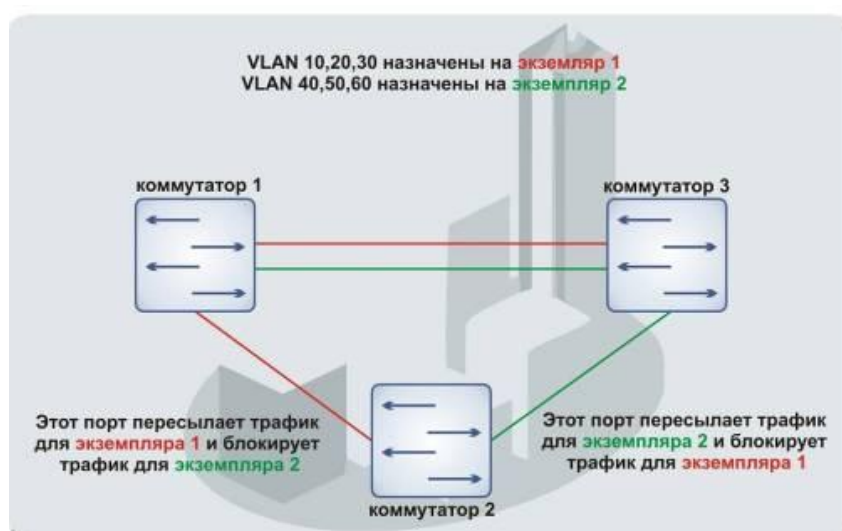 VLAN 10,20,30 назначены на экземляр 1
VLAN 40,50,60 назначены на экземпляр 2
коммутатор 1
коммутатор 3
Этот порт пересылает трафик
для экземпляра 1 и блокирует
трафик для экземпляра 2
Этот порт пересылает трафик
для экземпляра 2 и блокирует
трафик для экземпляра 1
коммутатор 2